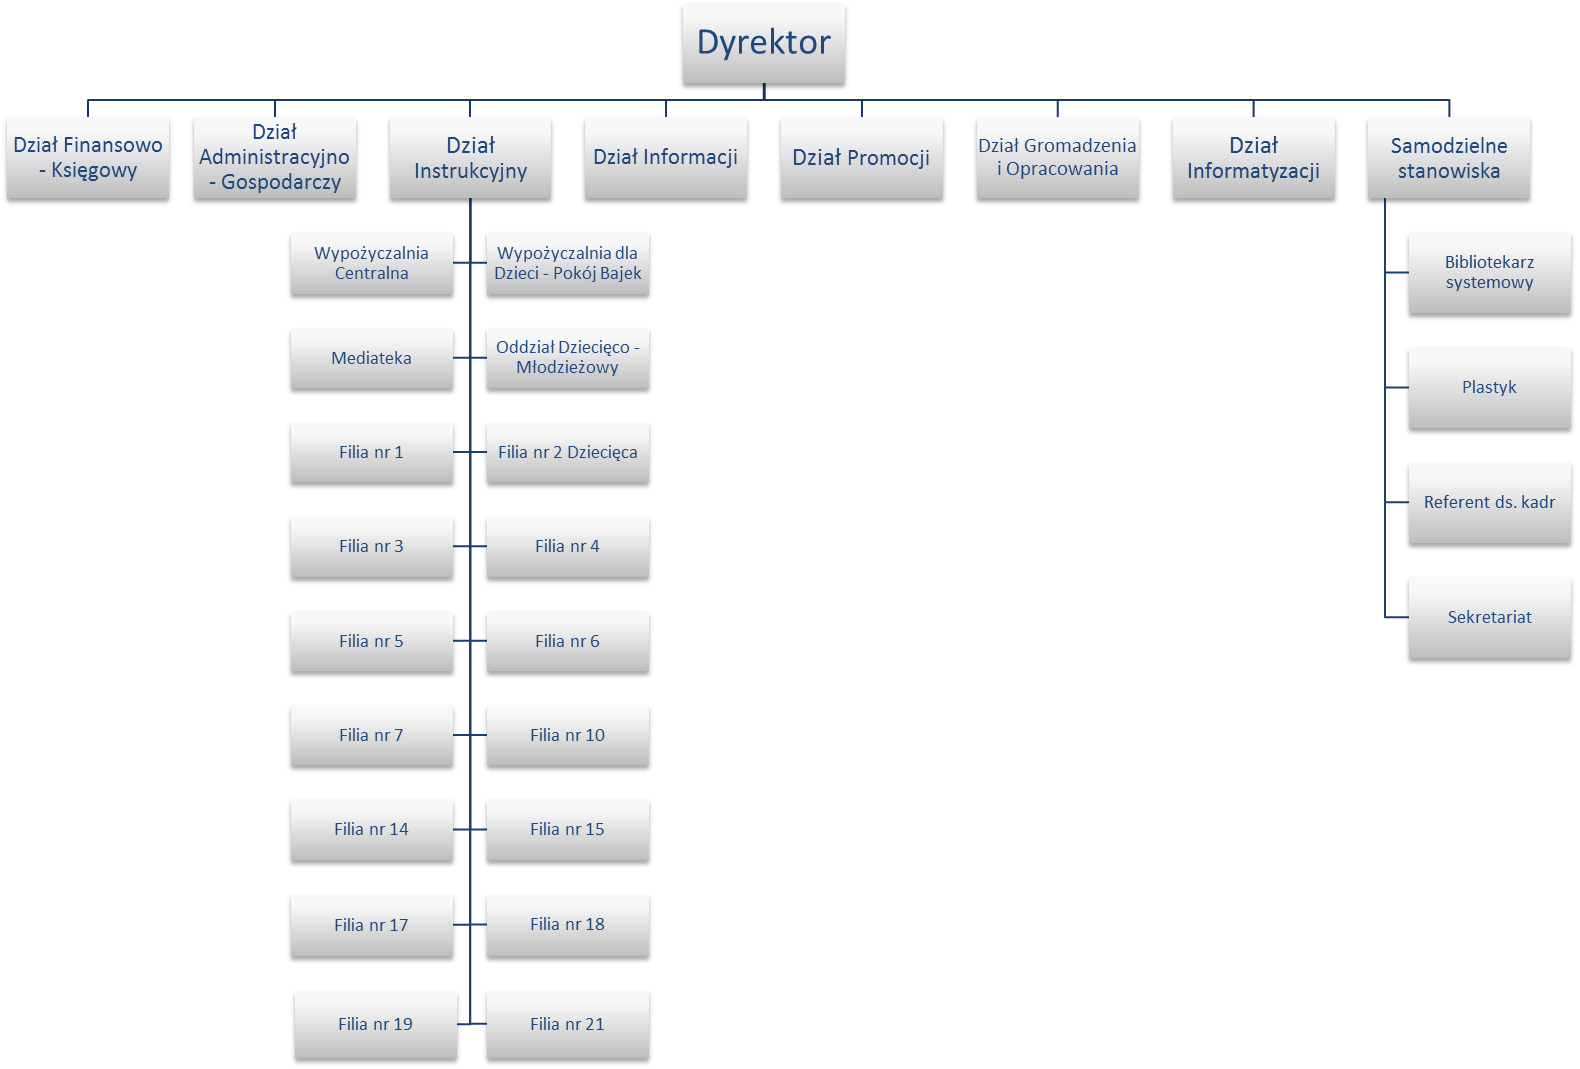 Dyrektor
Dział Finansowo
- Księgowy
Dział
Administracyjno
- Gospodarczy
Dział
Instrukcyjny
Dział Informacji
Dział Promocji
Dział Gromadzenia
i Opracowania
Dział
Informatyzacji
Samodzielne
stanowiska
Wypożyczalnia
Centralna
Wypożyczalnia dla
Dzieci - Pokój Bajek
Mediateka
Oddział Dziecięco -
Młodzieżowy
Filia nr 1
Filia nr 2 Dziecięca
Filia nr 3
Filia nr 4
Filia nr 5
Filia nr 6
Filia nr 7
Filia nr 10
Filia nr 14
Filia nr 15
Filia nr 17
Filia nr 18
Filia nr 19
Filia nr 21
Bibliotekarz
systemowy
Plastyk
Referent ds. kadr
Sekretariat